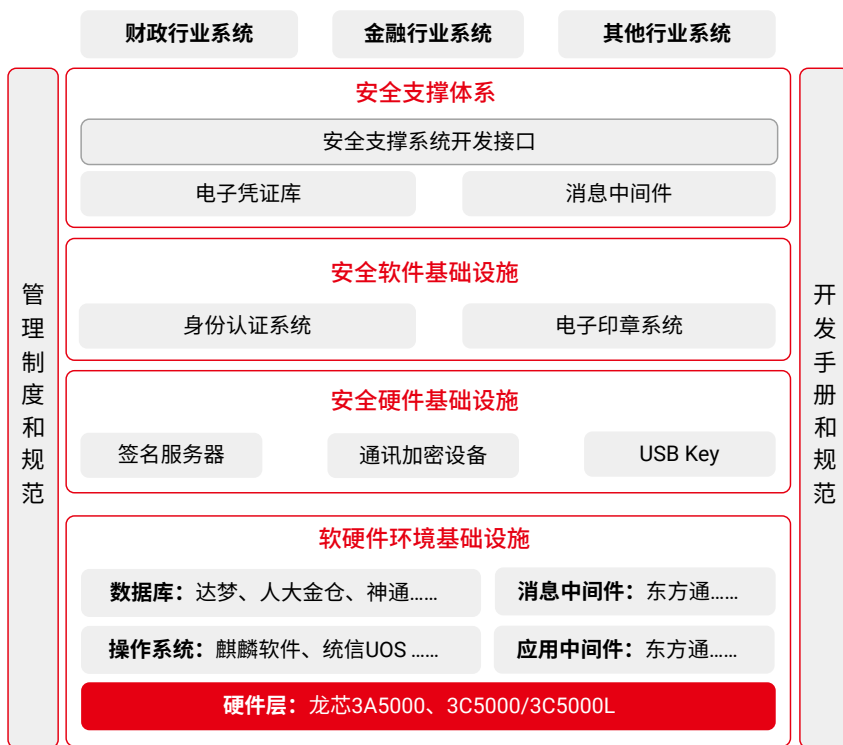 财政行业系统
金融行业系统
其他行业系统
管理制度和规范
安全支撑体系
安全支撑系统开发接口
电子凭证库
消息中间件
安全软件基础设施
身份认证系统
电子印章系统
安全硬件基础设施
签名服务器
通讯加密设备
USB Key
软硬件环境基础设施
数据库：达梦、人大金仓、神通......
消息中间件：东方通......
操作系统：麒麟软件、统信UOS ......
应用中间件：东方通......
硬件层：龙芯3A5000、3C5000/3C5000L
开发手册和规范